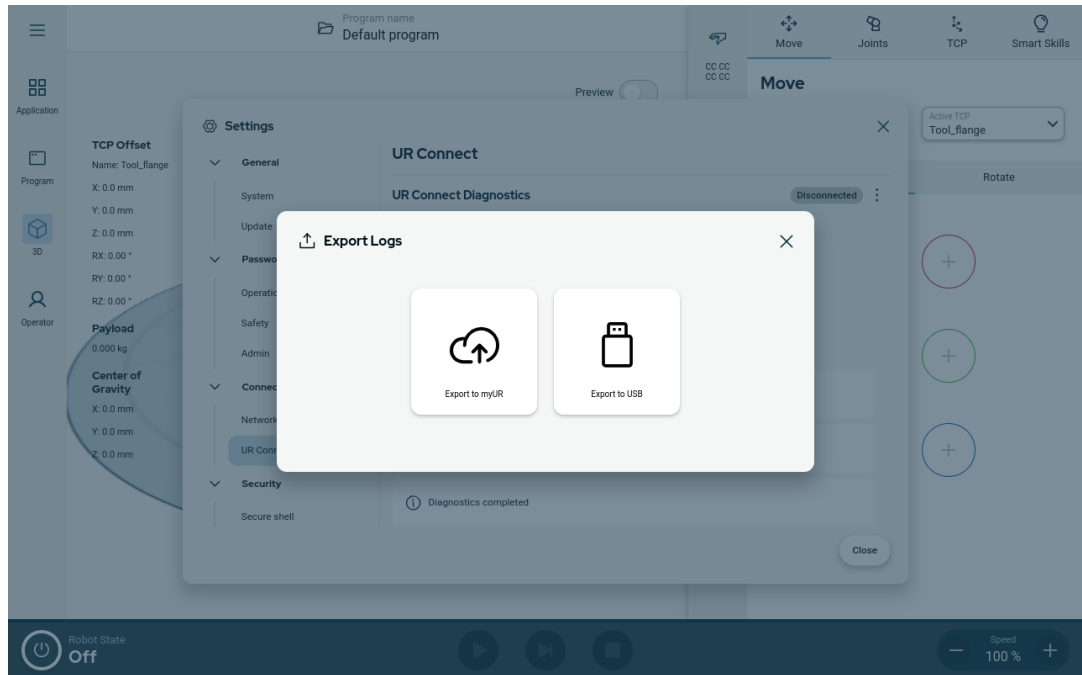 Program name
Default program
Application
Program
3D
Operator
Preview
CC CC
CC CC
Move
Joints
TCP
Smart Skills
Move
Active TCP
Tool_flange
Rotate
TCP Offset
Name: Tool_flange
X: 0.0 mm
Y: 0.0 mm
Z: 0.0 mm
RX: 0.00 °
RY: 0.00 °
RZ: 0.00 °
Payload
0.000 kg
Center of
Gravity
X: 0.0 mm
Y: 0.0 mm
Z: 0.0 mm
Settings
General
System
Update
Passwo
Operatio
Safety
Admin
Connec
Network
UR Conn
Security
Secure shell
UR Connect
UR Connect Diagnostics
Disconnected
Export Logs
Export to myUR
Export to USB
Diagnostics completed
Close
Robot State
Off
Speed
100 %